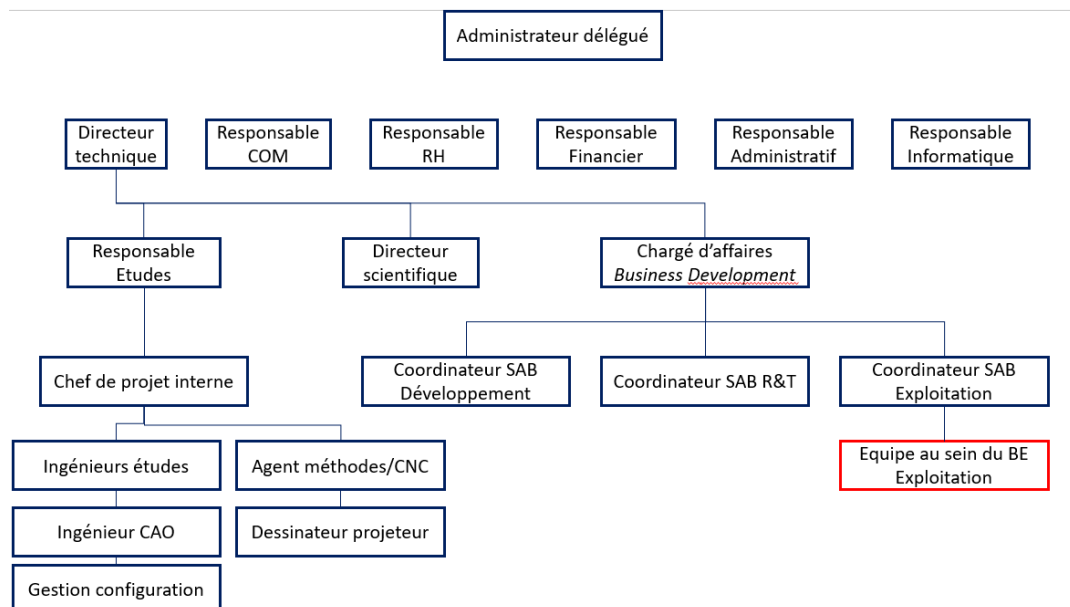 Administrateur délégué
Directeur
technique
Responsable
COM
Responsable
RH
Responsable
Financier
Responsable
Administratif
Responsable
Informatique
Responsable
Etudes
Directeur
scientifique
Chargé d’affaires
Business Development
Chef de projet interne
Coordinateur SAB
Développement
Coordinateur SAB R&T
Coordinateur SAB
Exploitation
Ingénieurs études
Agent méthodes/CNC
Equipe au sein du BE
Exploitation
Ingénieur CAO
Dessinateur projeteur
Gestion configuration